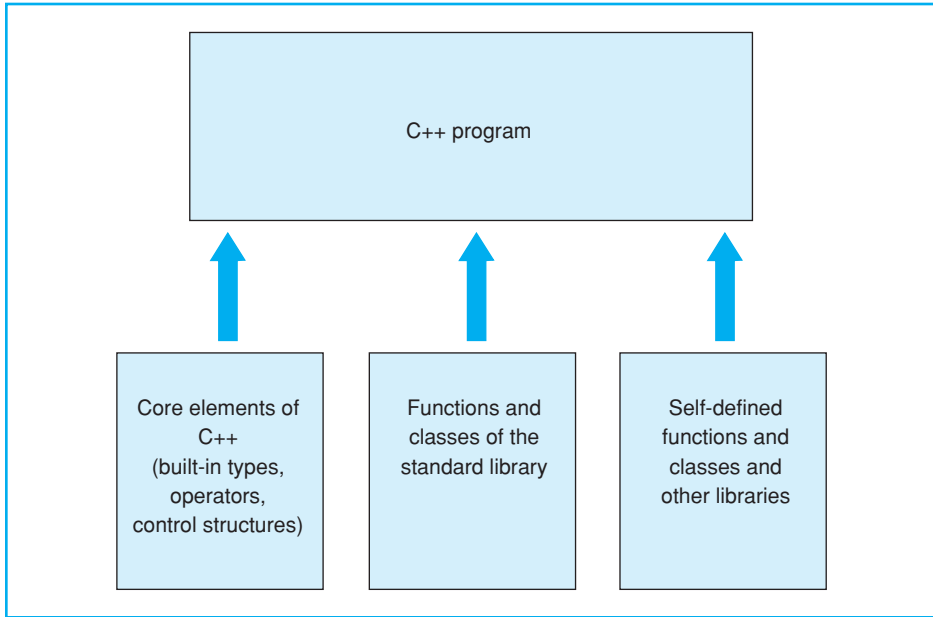 C++ program
Core elements of
C++
(built-in types,
operators,
control structures)
Functions and
classes of the
standard library
Self-defined
functions and
classes and
other libraries